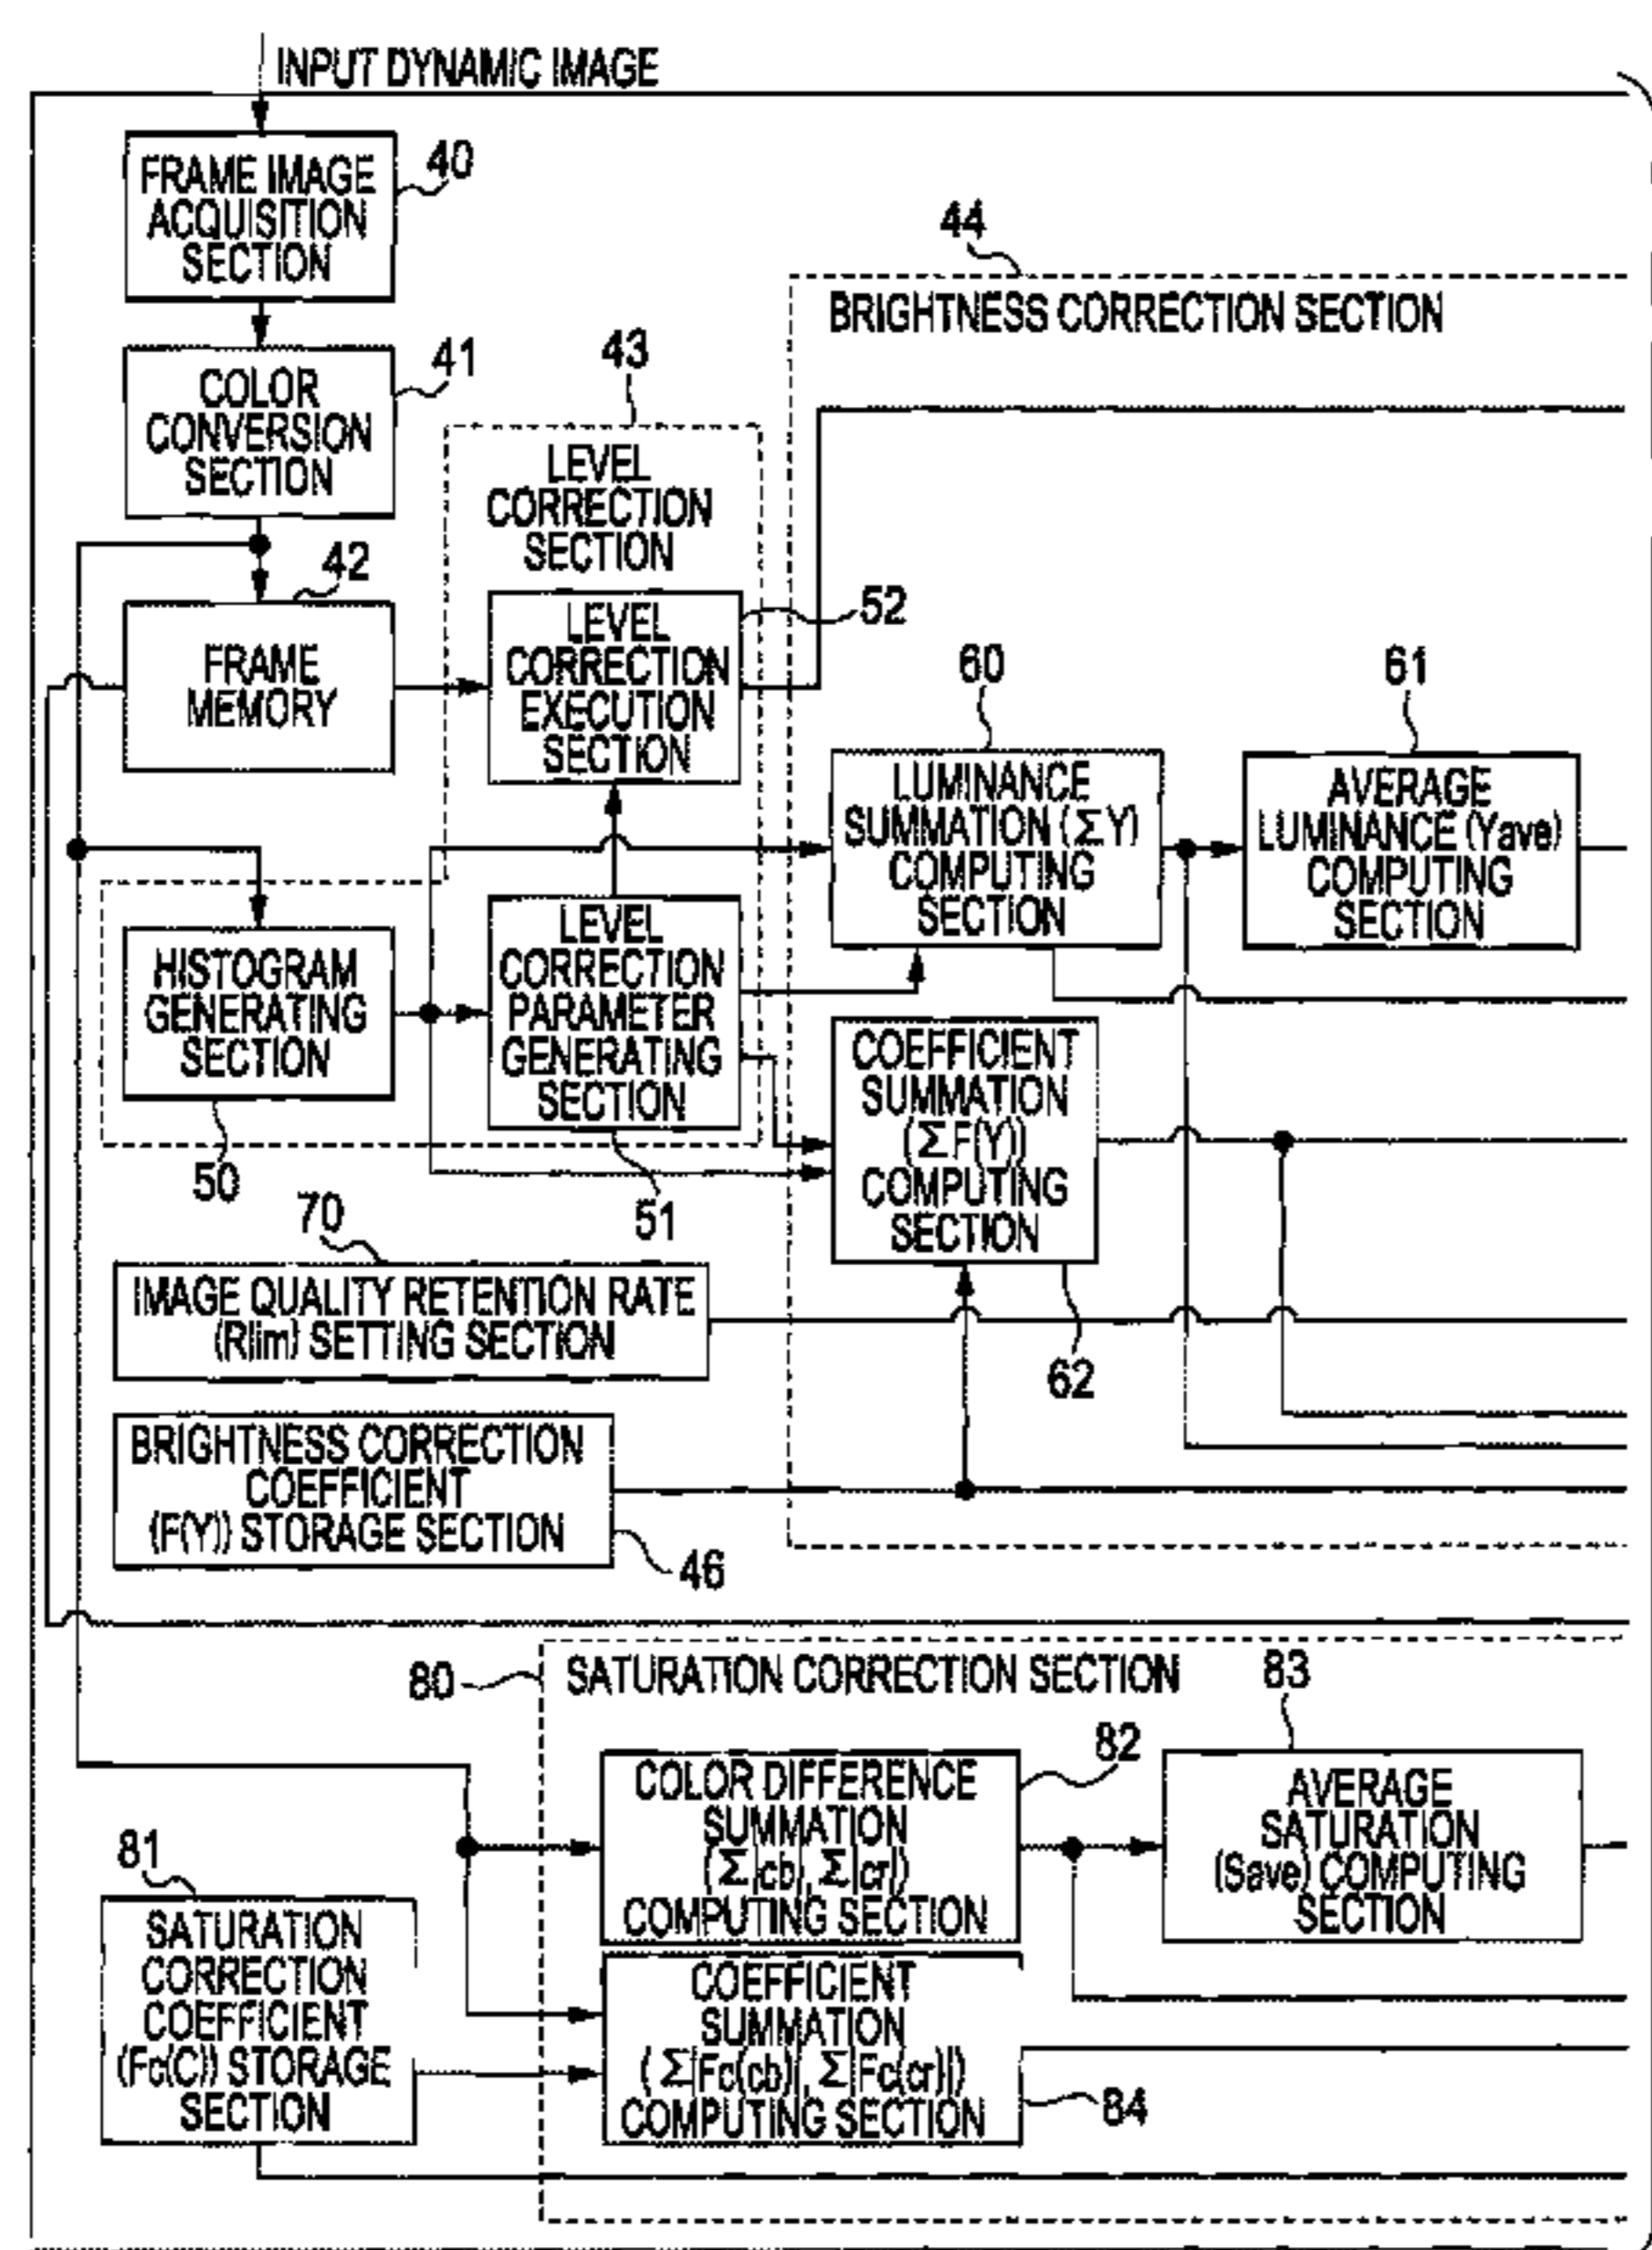 INPUT DYNAMIC IMAGE
FRAME IMAGE
ACQUISITION
SECTION
40
COLOR
CONVERSION
SECTION
41
42
FRAME
MEMORY
43
LEVEL
CORRECTION
SECTION
44
BRIGHTNESS CORRECTION SECTION
LEVEL
CORRECTION
EXECUTION
SECTION
52
60
LUMINANCE
SUMMATION (ΣY)
COMPUTING
SECTION
61
AVERAGE
LUMINANCE (Yave)
COMPUTING
SECTION
HISTOGRAM
GENERATING
SECTION
50
LEVEL
CORRECTION
PARAMETER
GENERATING
SECTION
51
COEFFICIENT
SUMMATION
(ΣF(Y))
COMPUTING
SECTION
62
70
IMAGE QUALITY RETENTION RATE
(Rlim) SETTING SECTION
BRIGHTNESS CORRECTION
COEFFICIENT
(F(Y)) STORAGE SECTION
46
80
SATURATION CORRECTION SECTION
82
COLOR DIFFERENCE
SUMMATION
(Σ|cb|, Σ|cr|)
COMPUTING SECTION
83
AVERAGE
SATURATION
(Save) COMPUTING
SECTION
81
SATURATION
CORRECTION
COEFFICIENT
(Fc(C)) STORAGE
SECTION
COEFFICIENT
SUMMATION
(Σ|Fc(cb)|, Σ|Fc(cr)|)
COMPUTING SECTION
84